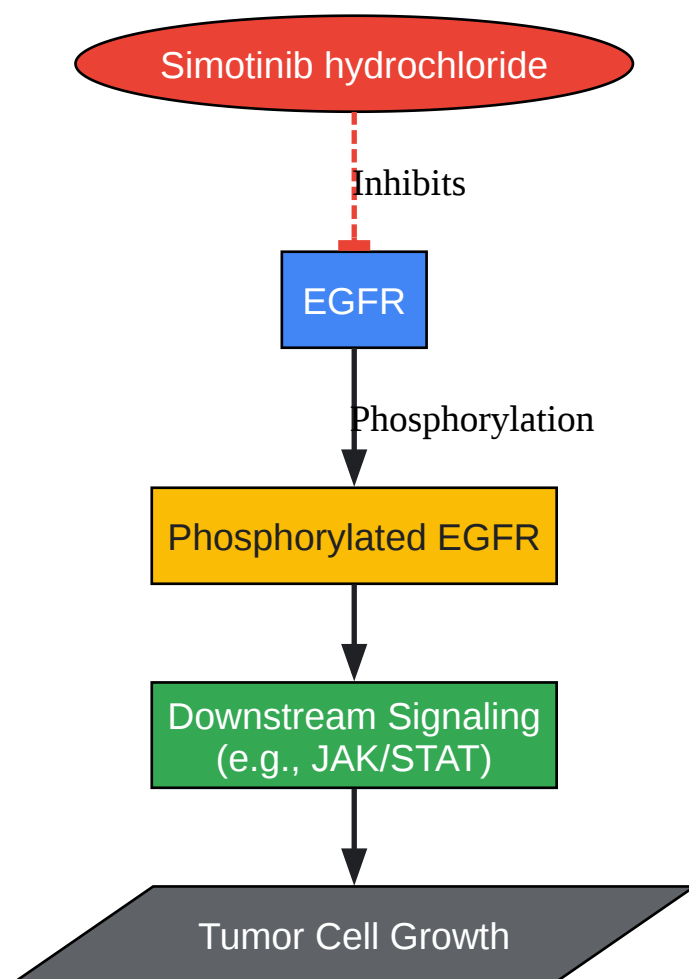 Simotinib hydrochloride
Inhibits
EGFR
Phosphorylation
Phosphorylated EGFR
Downstream Signaling
(e.g., JAK/STAT)
Tumor Cell Growth